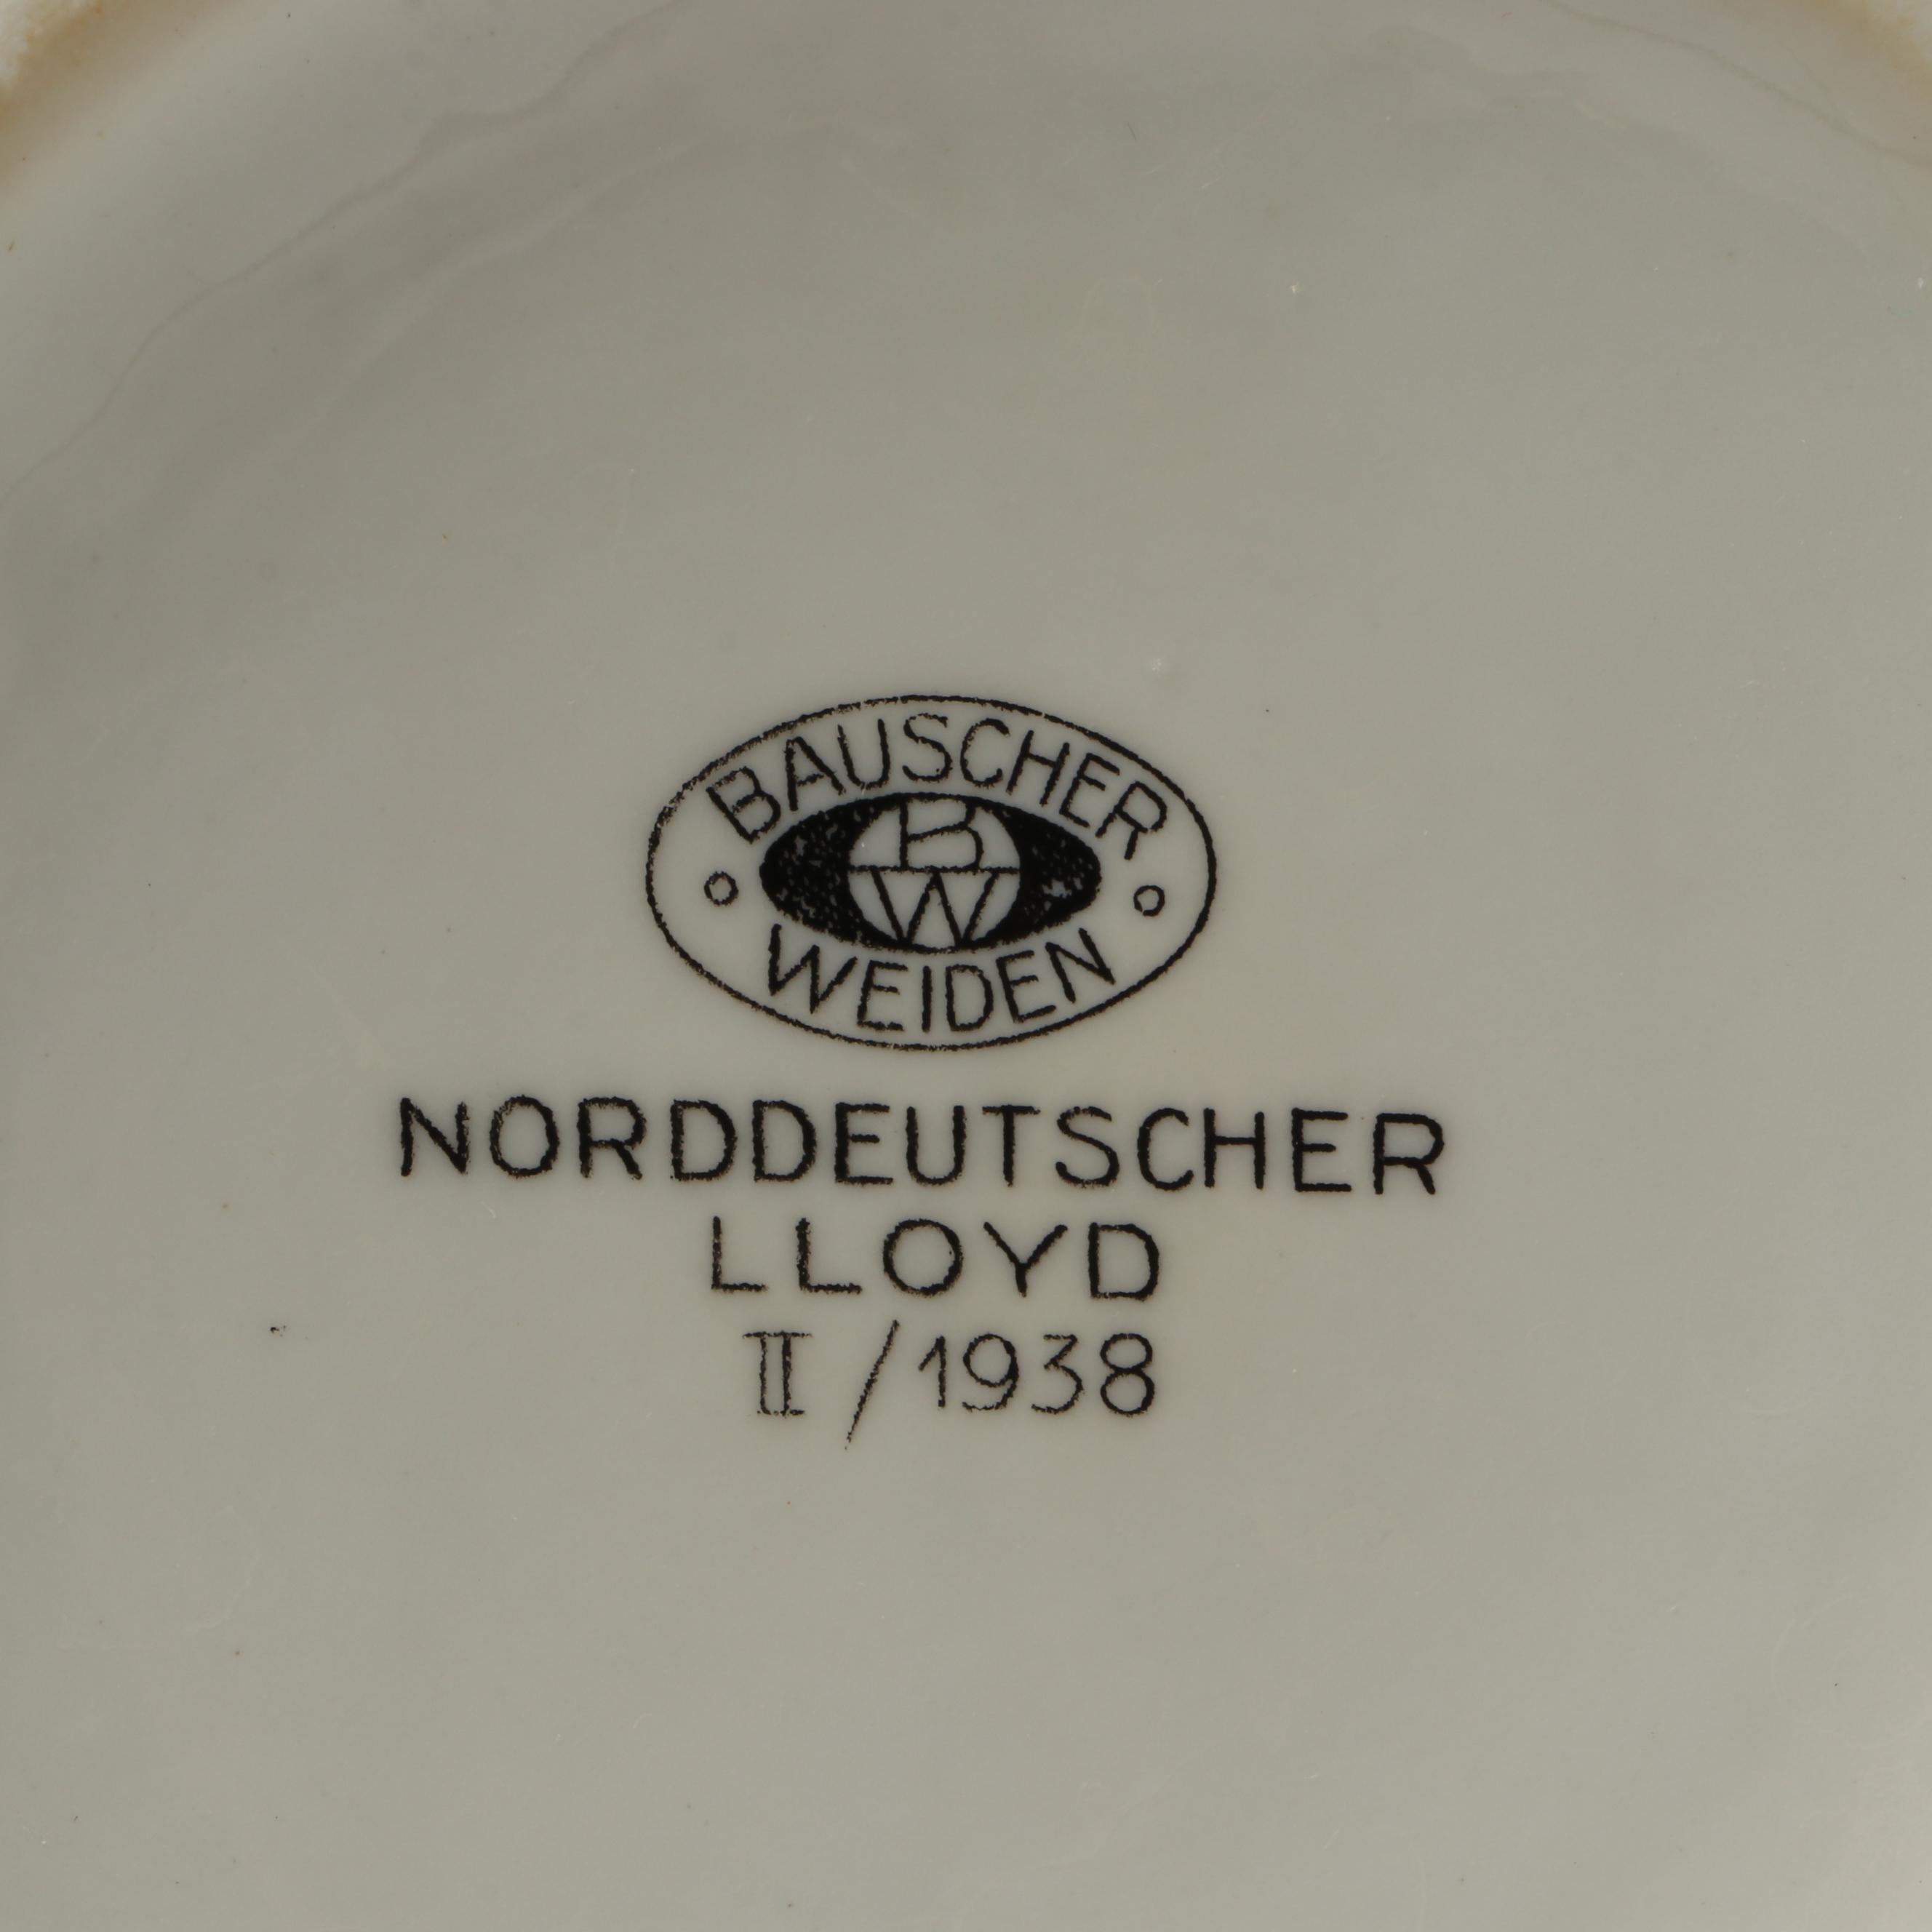 BAUSCHER
BW
WEIDEN
NORDDEUTSCHER
LLOYD
II/1938